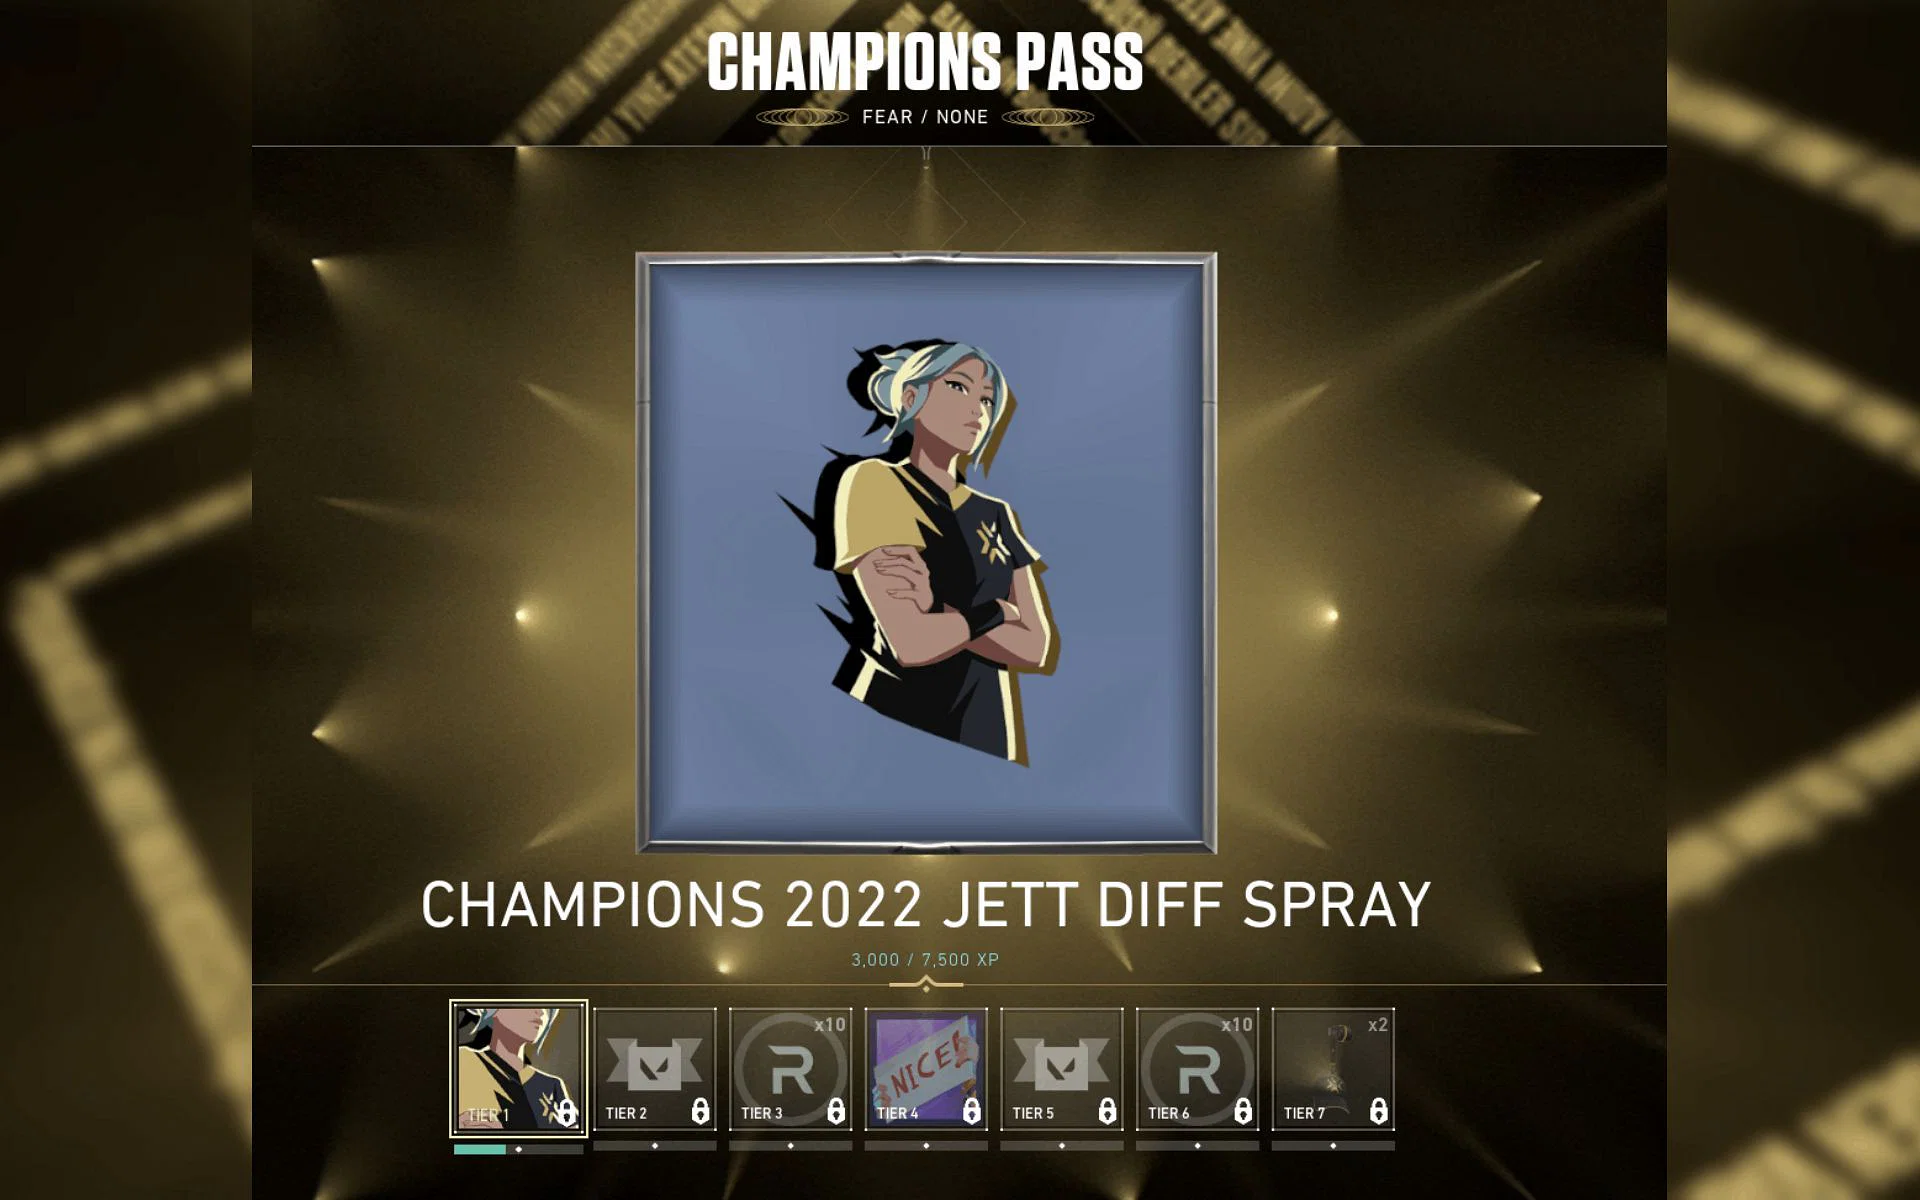 CHAMPIONS PASS
FEAR / NONE
CHAMPIONS 2022 JETT DIFF SPRAY
3,000 / 7,500 XP
TIER 1
TIER 2
x10
TIER 3
NICE!
TIER 4
TIER 5
x10
TIER 6
x2
TIER 7